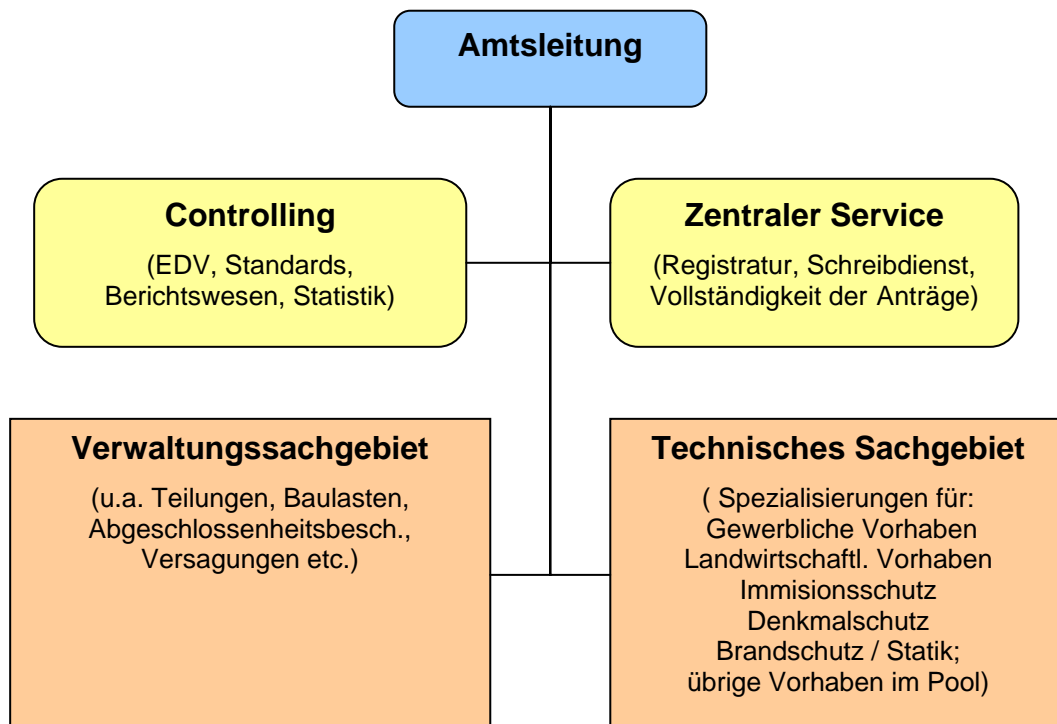 Amtsleitung
Controlling
(EDV, Standards,
Berichtswesen, Statistik)
Zentraler Service
(Registratur, Schreibdienst,
Vollständigkeit der Anträge)
Verwaltungssachgebiet
(u.a. Teilungen, Baulasten,
Abgeschlossenheitsbesch.,
Versagungen etc.)
Technisches Sachgebiet
( Spezialisierungen für:
Gewerbliche Vorhaben
Landwirtschaftl. Vorhaben
Immisionsschutz
Denkmalschutz
Brandschutz / Statik;
übrige Vorhaben im Pool)